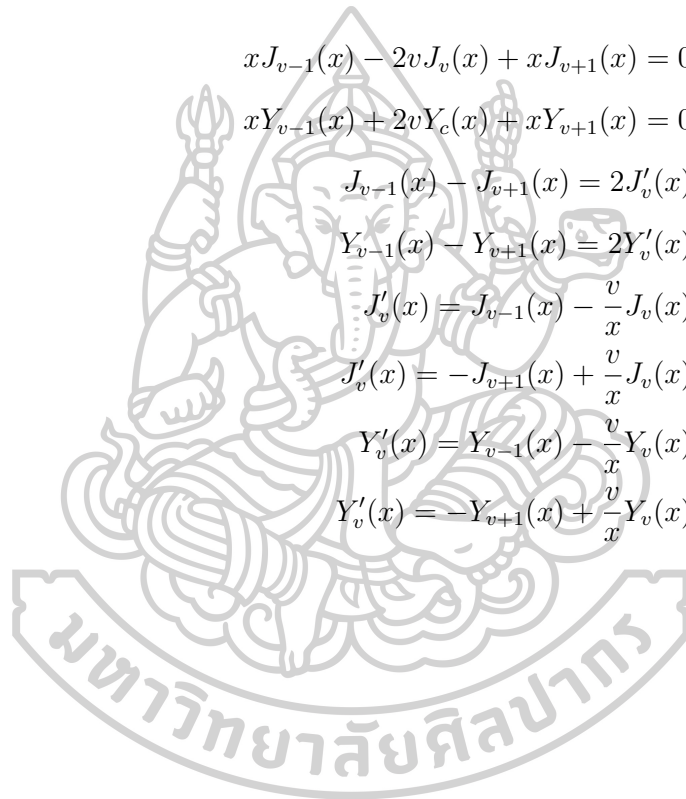 xJ_{v-1}(x) - 2vJ_v(x) + xJ_{v+1}(x) = 0
xY_{v-1}(x) + 2vY_c(x) + xY_{v+1}(x) = 0
J_{v-1}(x) - J_{v+1}(x) = 2J'_v(x)
Y_{v-1}(x) - Y_{v+1}(x) = 2Y'_v(x)
J'_v(x) = J_{v-1}(x) - \frac{v}{x}J_v(x)
J'_v(x) = -J_{v+1}(x) + \frac{v}{x}J_v(x)
Y'_v(x) = Y_{v-1}(x) - \frac{v}{x}Y_v(x)
Y'_v(x) = -Y_{v+1}(x) + \frac{v}{x}Y_v(x)
มหาวิทยาลัยศิลปากร